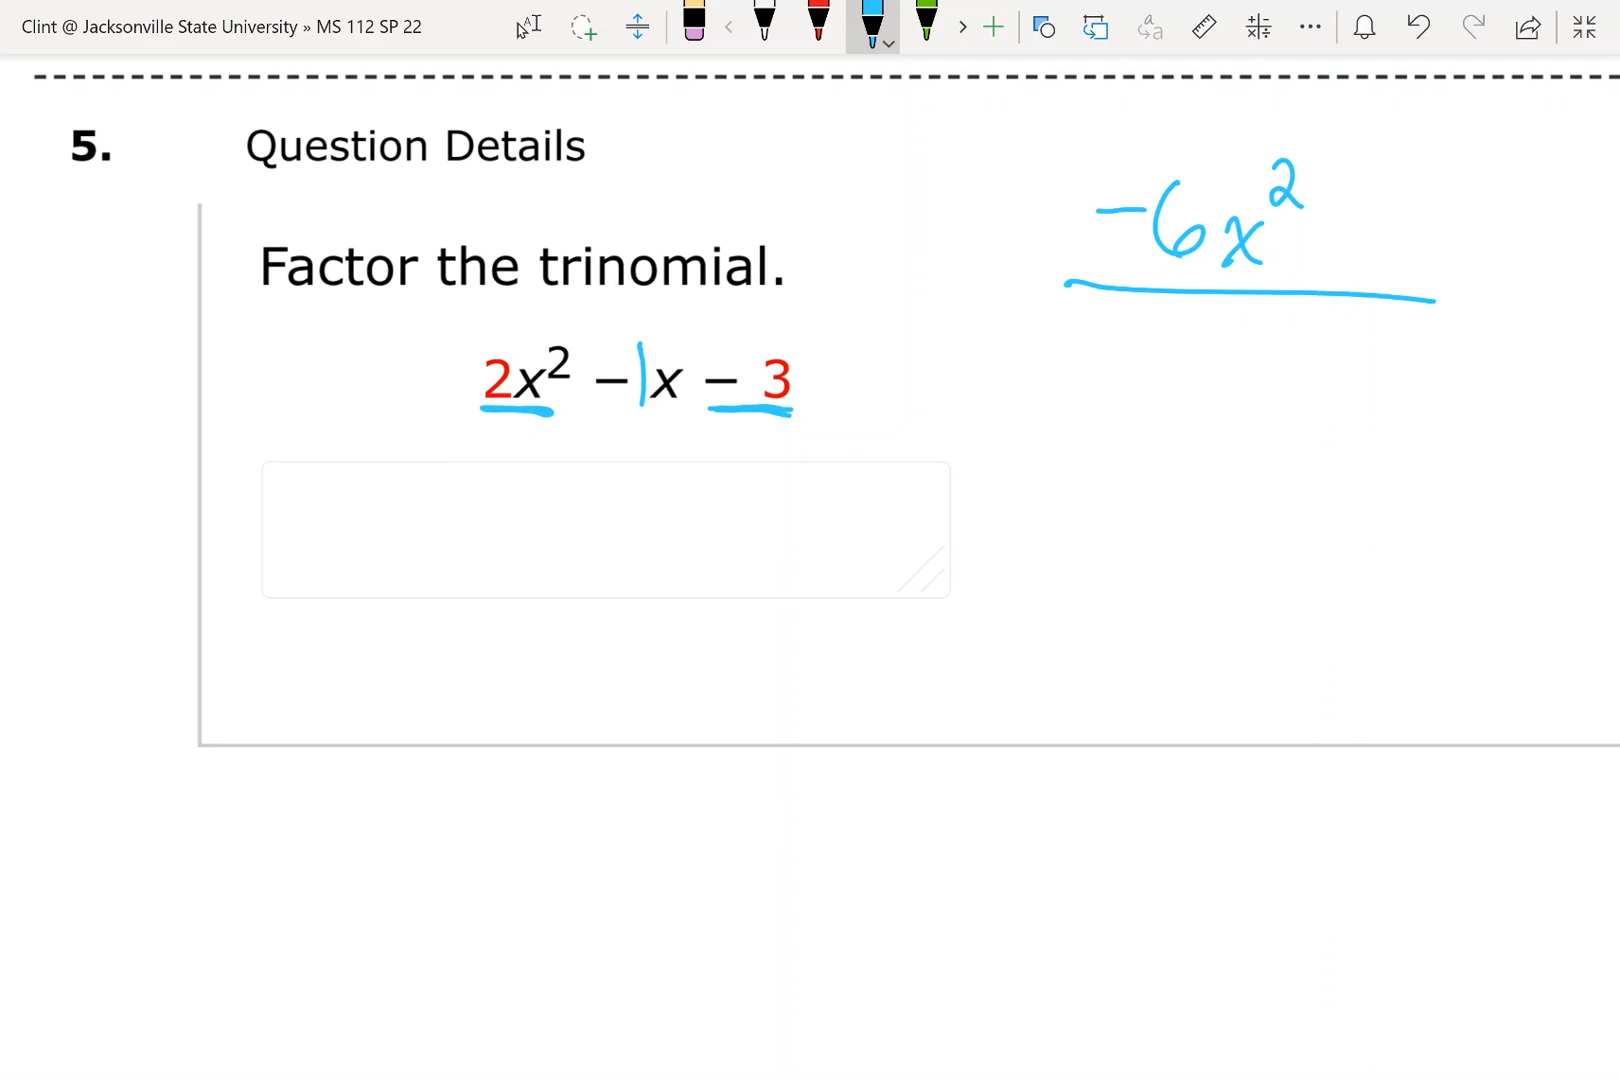 Clint @ Jacksonville State University » MS 112 SP 22
5. Question Details
-6x²
Factor the trinomial.
2x² - 1x - 3